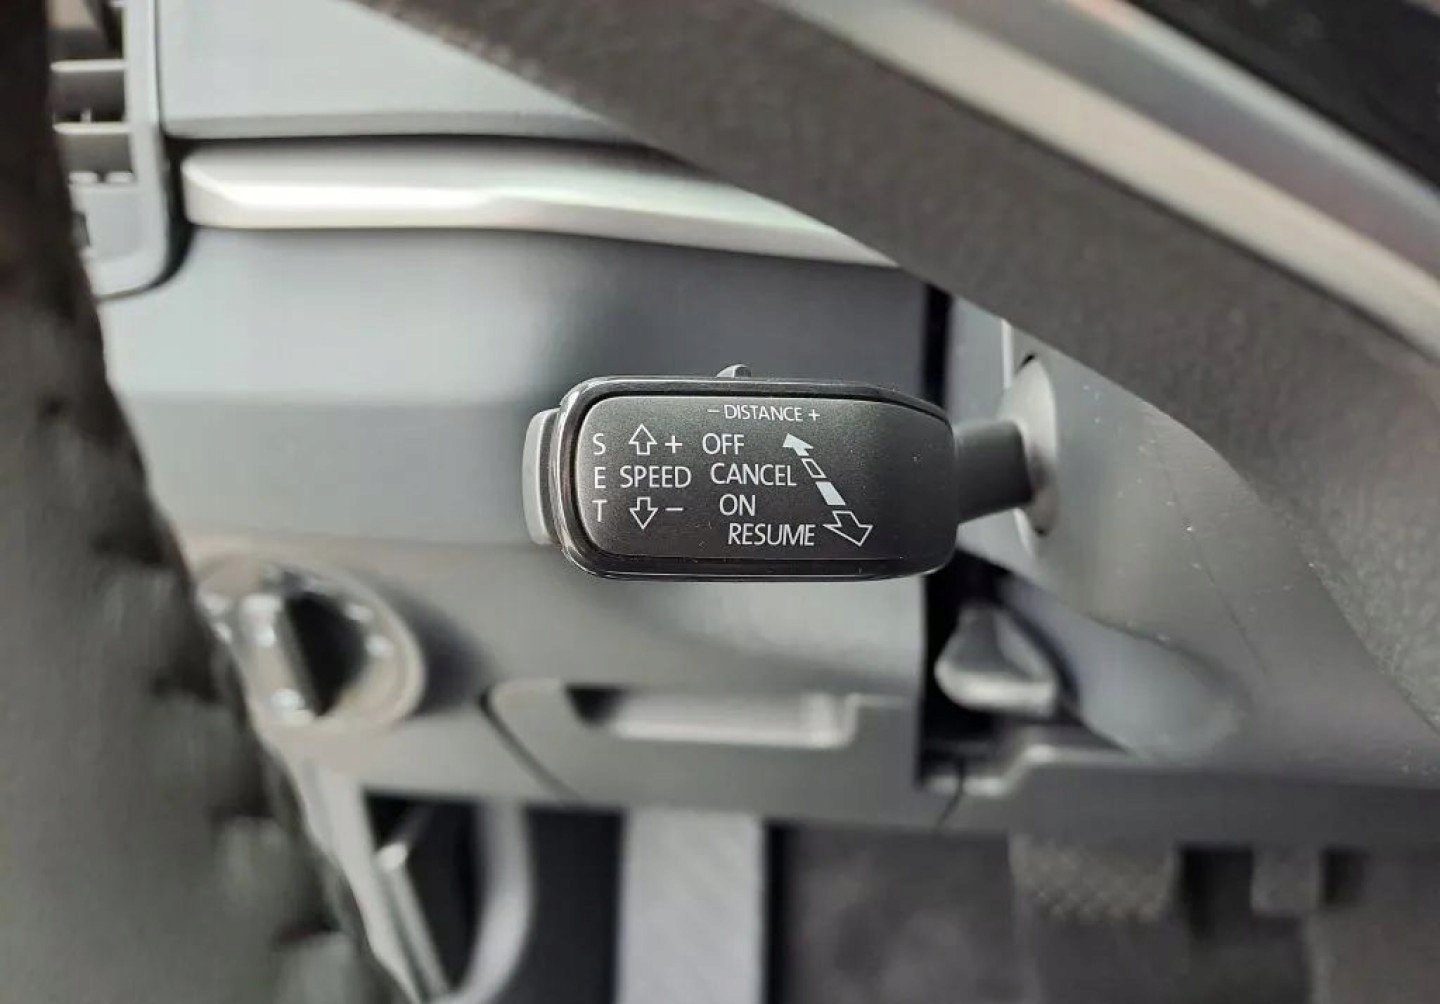 – DISTANCE +
S + OFF
E SPEED CANCEL
T – ON
RESUME